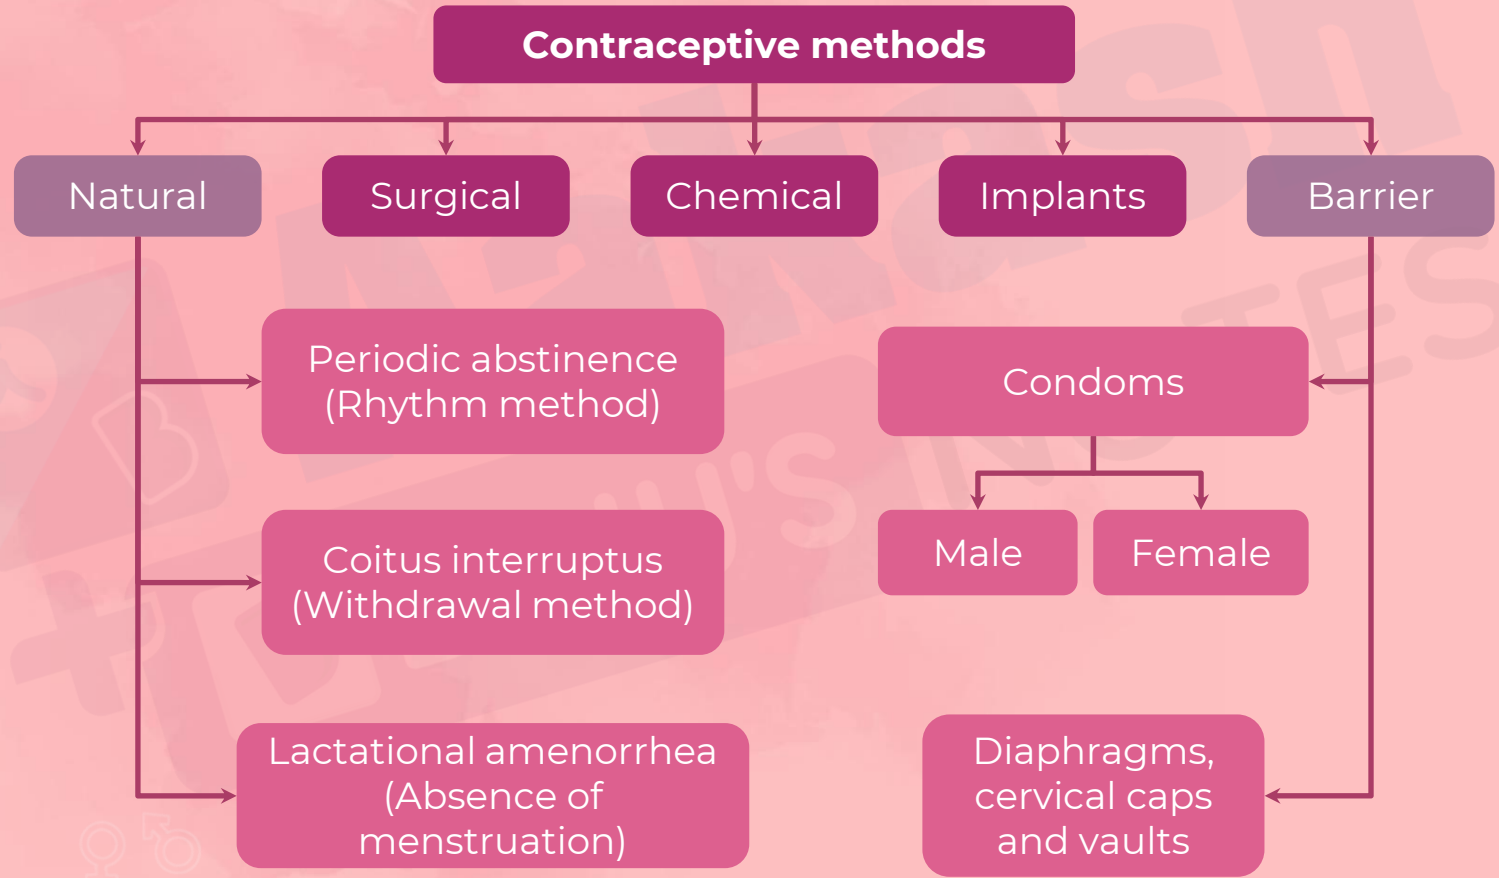 Contraceptive methods
Natural
Surgical
Chemical
Implants
Barrier
Periodic abstinence
(Rhythm method)
Coitus interruptus
(Withdrawal method)
Lactational amenorrhea
(Absence of
menstruation)
Condoms
Male
Female
Diaphragms,
cervical caps
and vaults